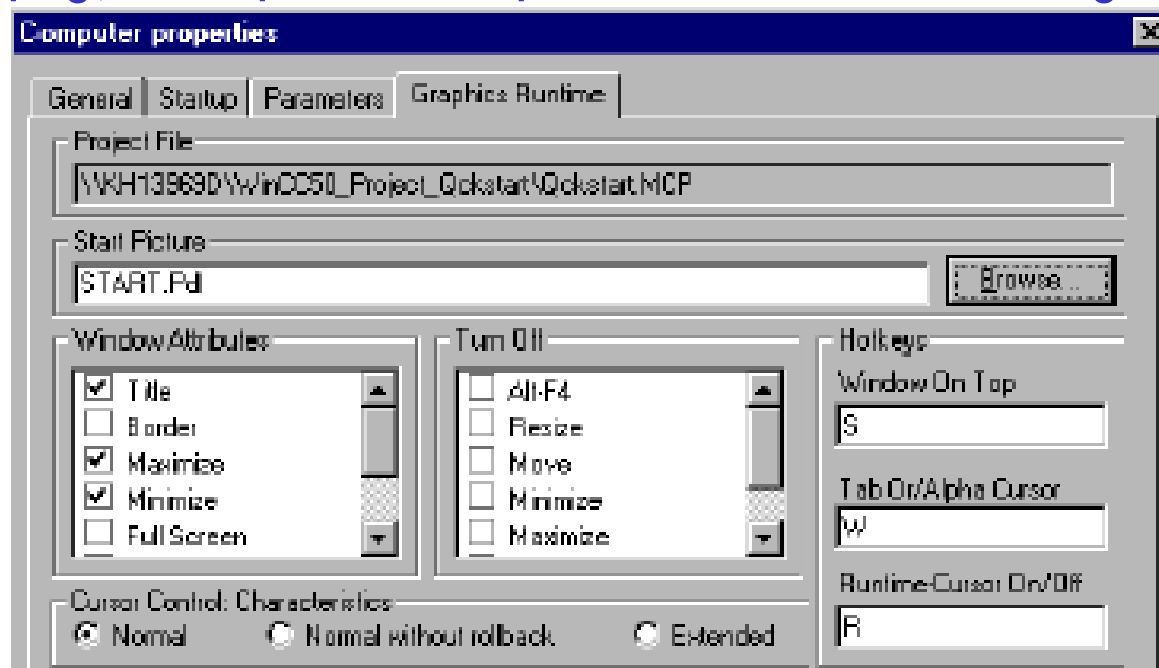 Computer properties
General Startup Parameters Graphics Runtime
Project File
\\KH13969D\WinCC50_Project_Qckstart\Qckstart.MCP
Start Picture
START.Pdl
Browse...
Window Attributes
Title
Border
Maximize
Minimize
Full Screen
Turn Off
Alt-F4
Resize
Move
Minimize
Maximize
Hotkeys
Window On Top
S
Tab Or/Alpha Cursor
W
Runtime-Cursor On/Off
R
Cursor Control: Characteristics
Normal Normal without rollback Extended